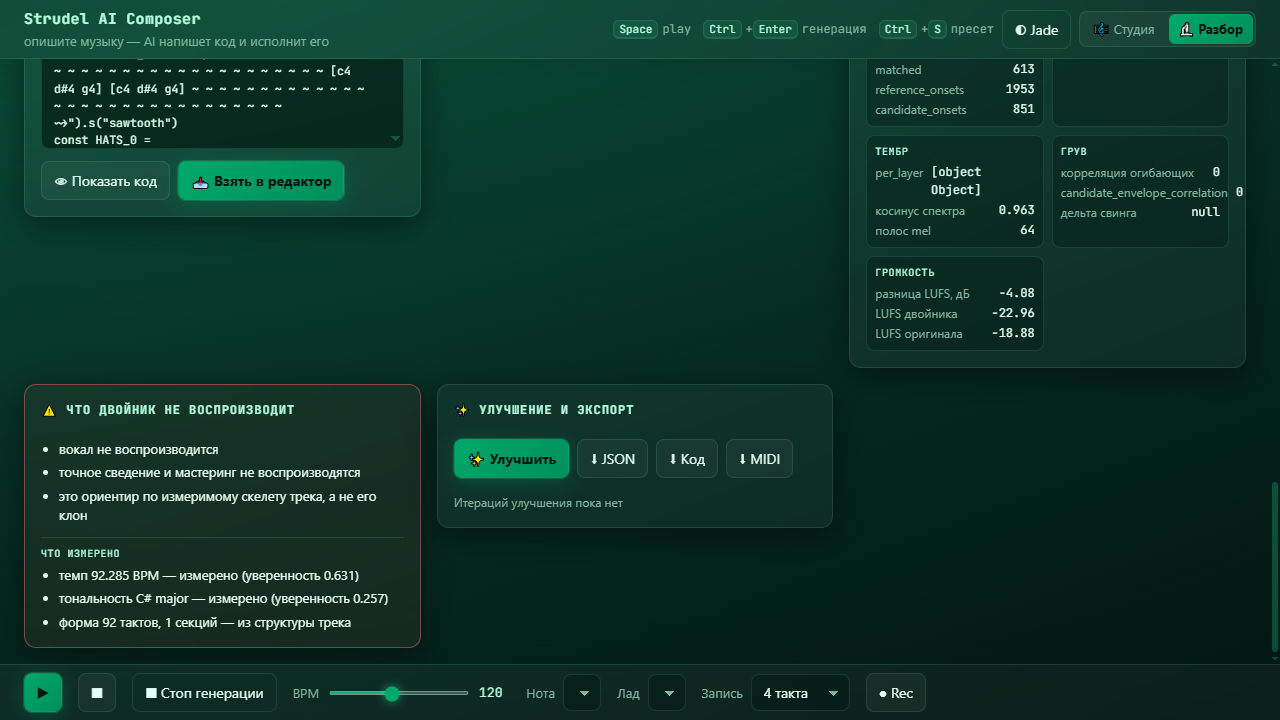 Strudel AI Composer
опишите музыку — AI напишет код и исполнит его
Space play Ctrl + Enter генерация Ctrl + S пресет
Jade
Студия
Разбор
~ ~ ~ ~ ~ ~ ~ ~ ~ ~ ~ ~ ~ ~ ~ ~ ~ ~ ~ ~ [c4
d#4 g4] [c4 d#4 g4] ~ ~ ~ ~ ~ ~ ~ ~ ~ ~ ~ ~ ~
~ ~ ~ ~ ~ ~ ~ ~ ~ ~ ~ ~ ~ ~ ~ ~ ~
~>").s("sawtooth")
const HATS_0 =
Показать код
Взять в редактор
matched 613
reference_onsets 1953
candidate_onsets 851
ТЕМБР
per_layer [object
Object]
косинус спектра 0.963
полос mel 64
ГРУВ
корреляция огибающих 0
candidate_envelope_correlation 0
дельта свинга null
ГРОМКОСТЬ
разница LUFS, дБ -4.08
LUFS двойника -22.96
LUFS оригинала -18.88
ЧТО ДВОЙНИК НЕ ВОСПРОИЗВОДИТ
• вокал не воспроизводится
• точное сведение и мастеринг не воспроизводятся
• это ориентир по измеримому скелету трека, а не его
клон
ЧТО ИЗМЕРЕНО
• темп 92.285 BPM — измерено (уверенность 0.631)
• тональность C# major — измерено (уверенность 0.257)
• форма 92 тактов, 1 секций — из структуры трека
УЛУЧШЕНИЕ И ЭКСПОРТ
Улучшить
⬇ JSON
⬇ Код
⬇ MIDI
Итераций улучшения пока нет
Стоп генерации
BPM 120
Нота
Лад
Запись 4 такта
● Rec